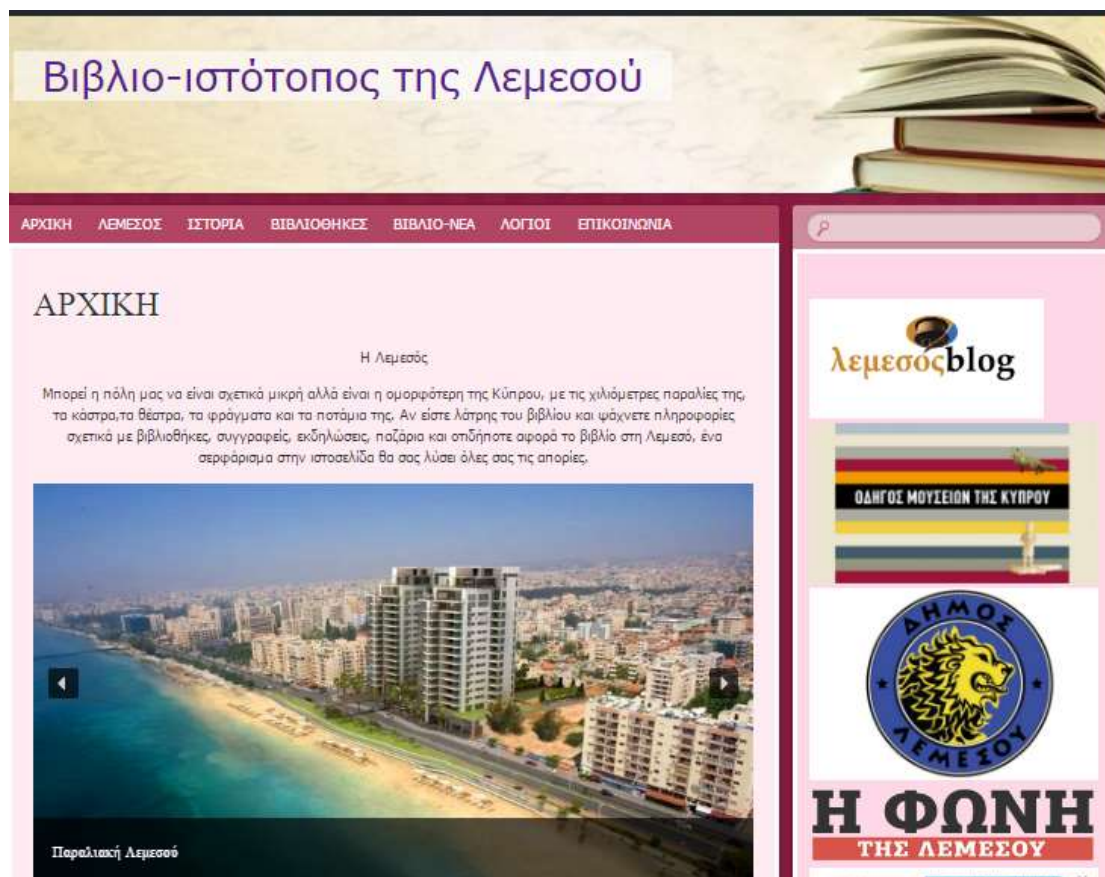 Βιβλιο-ιστότοπος της Λεμεσού
ΑΡΧΙΚΗ ΛΕΜΕΣΟΣ ΙΣΤΟΡΙΑ ΒΙΒΛΙΟΘΗΚΕΣ ΒΙΒΛΙΟ-ΝΕΑ ΛΟΓΙΟΙ ΕΠΙΚΟΙΝΩΝΙΑ
ΑΡΧΙΚΗ
Η Λεμεσός
Μπορεί η πόλη μας να είναι σχετικά μικρή αλλά είναι η ομορφότερη της Κύπρου, με τις χιλιόμετρες παραλίες της,
τα κάστρα,τα θέατρα, τα φράγματα και τα ποτάμια της. Αν είστε λάτρης του βιβλίου και ψάχνετε πληροφορίες
σχετικά με βιβλιοθήκες, συγγραφείς, εκδηλώσεις, παζάρια και οτιδήποτε αφορά το βιβλίο στη Λεμεσό, ένα
σερφάρισμα στην ιστοσελίδα θα σας λύσει όλες σας τις απορίες.
Παραλιακή Λεμεσού
λεμεσόςblog
ΟΔΗΓΟΣ ΜΟΥΣΕΙΩΝ ΤΗΣ ΚΥΠΡΟΥ
ΔΗΜΟΣ
ΛΕΜΕΣΟΥ
Η ΦΩΝΗ
ΤΗΣ ΛΕΜΕΣΟΥ